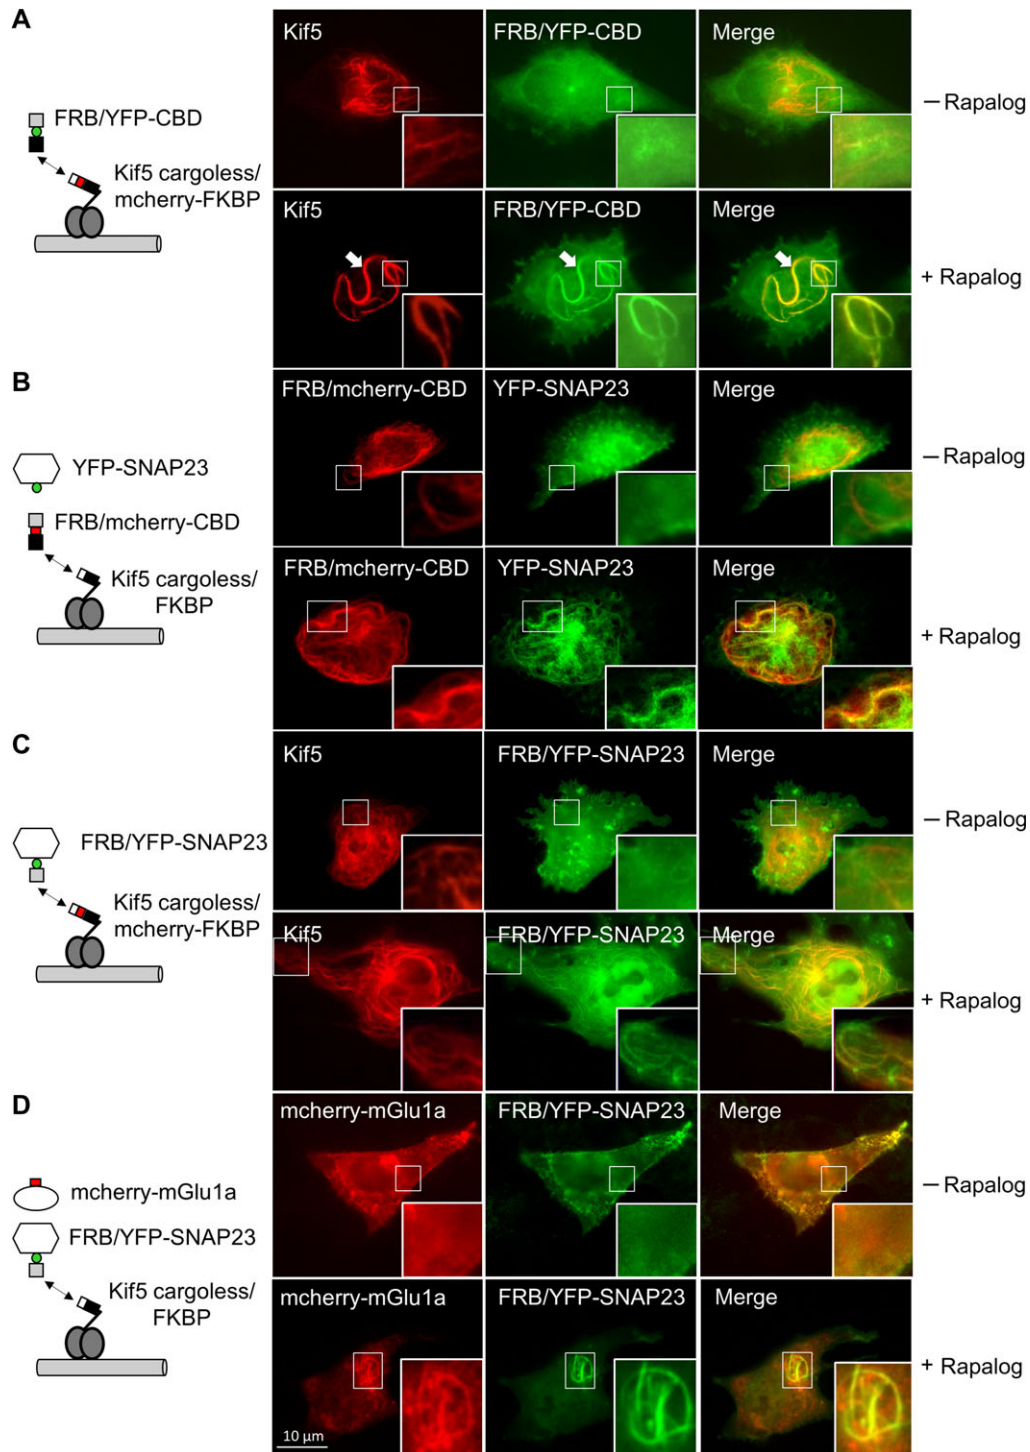 A
Kif5
FRB/YFP-CBD
Merge
– Rapalog
FRB/YFP-CBD
Kif5 cargoless/
mcherry-FKBP
Kif5
FRB/YFP-CBD
Merge
+ Rapalog
B
FRB/mcherry-CBD
YFP-SNAP23
Merge
– Rapalog
YFP-SNAP23
FRB/mcherry-CBD
Kif5 cargoless/
FKBP
FRB/mcherry-CBD
YFP-SNAP23
Merge
+ Rapalog
C
Kif5
FRB/YFP-SNAP23
Merge
– Rapalog
FRB/YFP-SNAP23
Kif5 cargoless/
mcherry-FKBP
Kif5
FRB/YFP-SNAP23
Merge
+ Rapalog
D
mcherry-mGlu1a
FRB/YFP-SNAP23
Merge
– Rapalog
mcherry-mGlu1a
FRB/YFP-SNAP23
Kif5 cargoless/
FKBP
mcherry-mGlu1a
FRB/YFP-SNAP23
Merge
+ Rapalog
10 μm